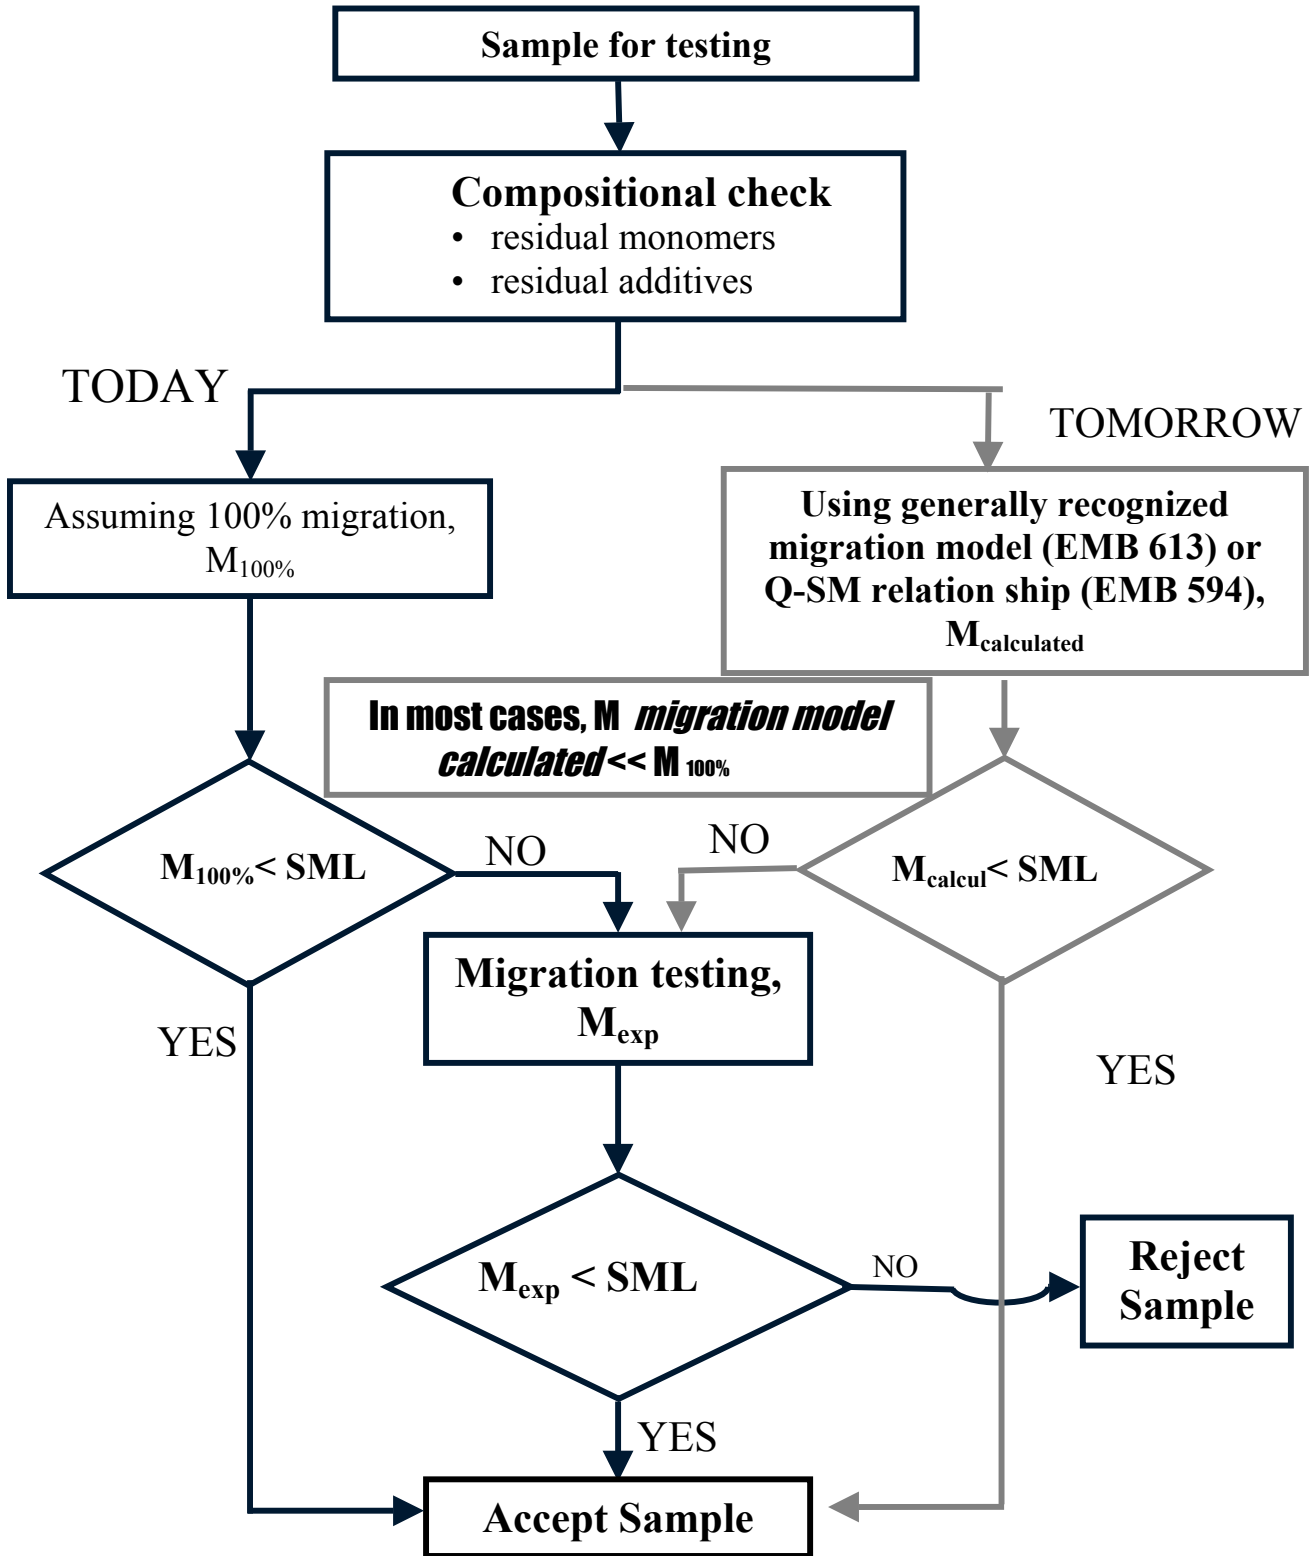 Sample for testing
Compositional check
• residual monomers
• residual additives
TODAY
TOMORROW
Assuming 100% migration,
M100%
Using generally recognized
migration model (EMB 613) or
Q-SM relation ship (EMB 594),
Mcalculated
In most cases, M migration model
calculated << M 100%
M100%< SML
NO
NO
Mcalcul< SML
Migration testing,
Mexp
YES
YES
Mexp < SML
NO
Reject
Sample
YES
Accept Sample